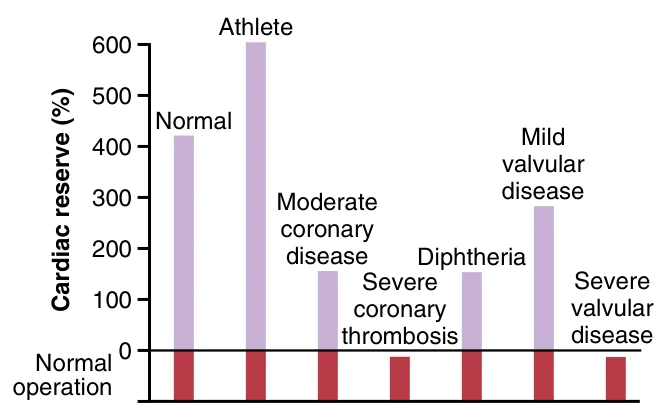 Athlete
600
500
Normal
400
Mild
valvular
disease
300
Moderate
coronary
disease
200
Diphtheria
Severe
coronary
thrombosis
Severe
valvular
disease
100
0
Cardiac reserve (%)
Normal
operation